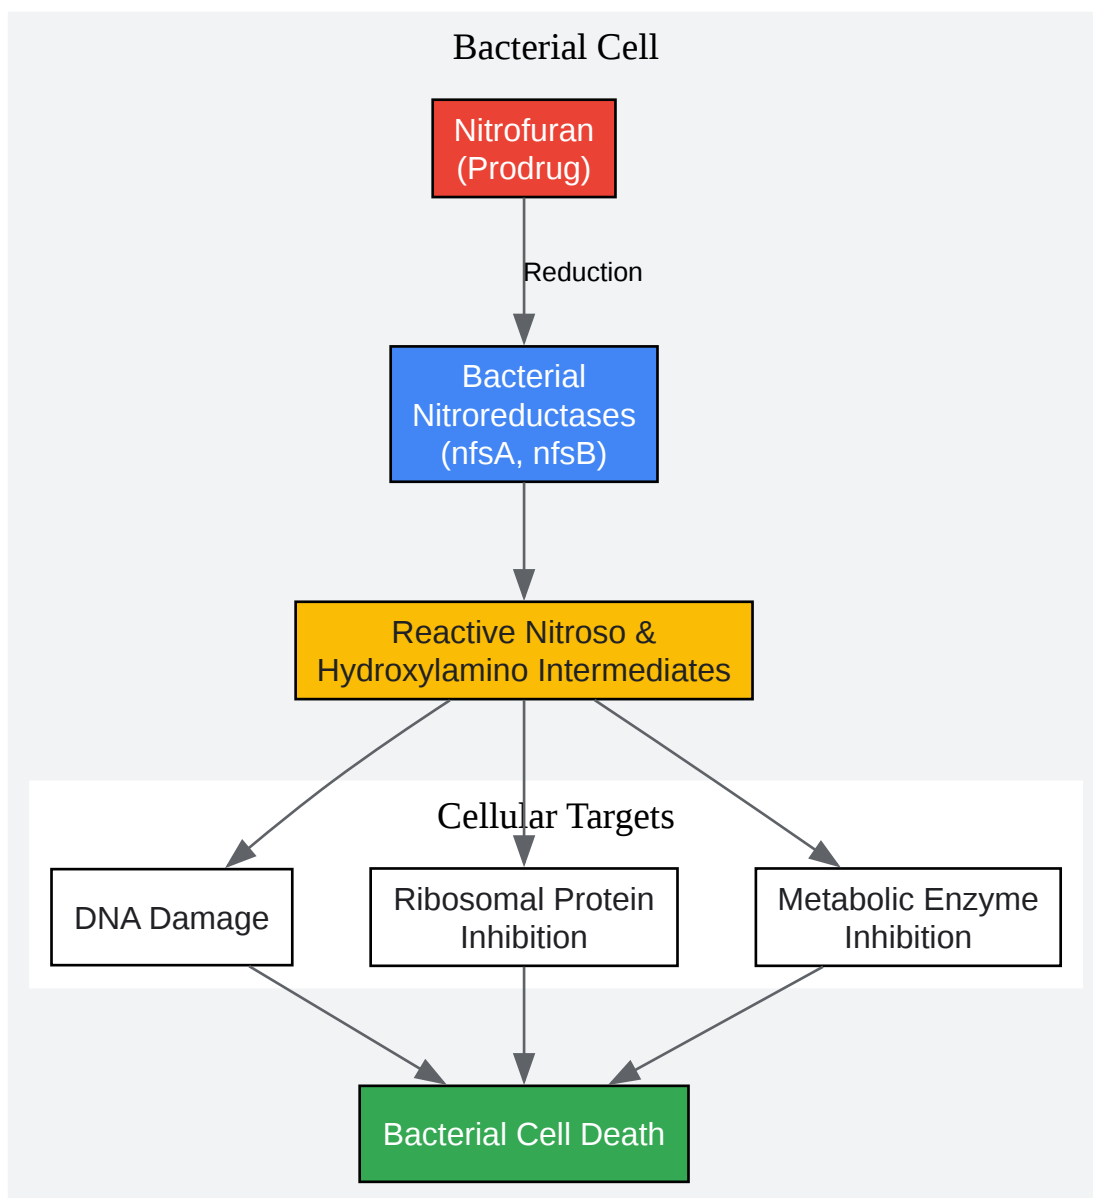 Bacterial Cell
Nitrofuran
(Prodrug)
Reduction
Bacterial
Nitroreductases
(nfsA, nfsB)
Reactive Nitroso &
Hydroxylamino Intermediates
Cellular Targets
DNA Damage
Ribosomal Protein
Inhibition
Metabolic Enzyme
Inhibition
Bacterial Cell Death